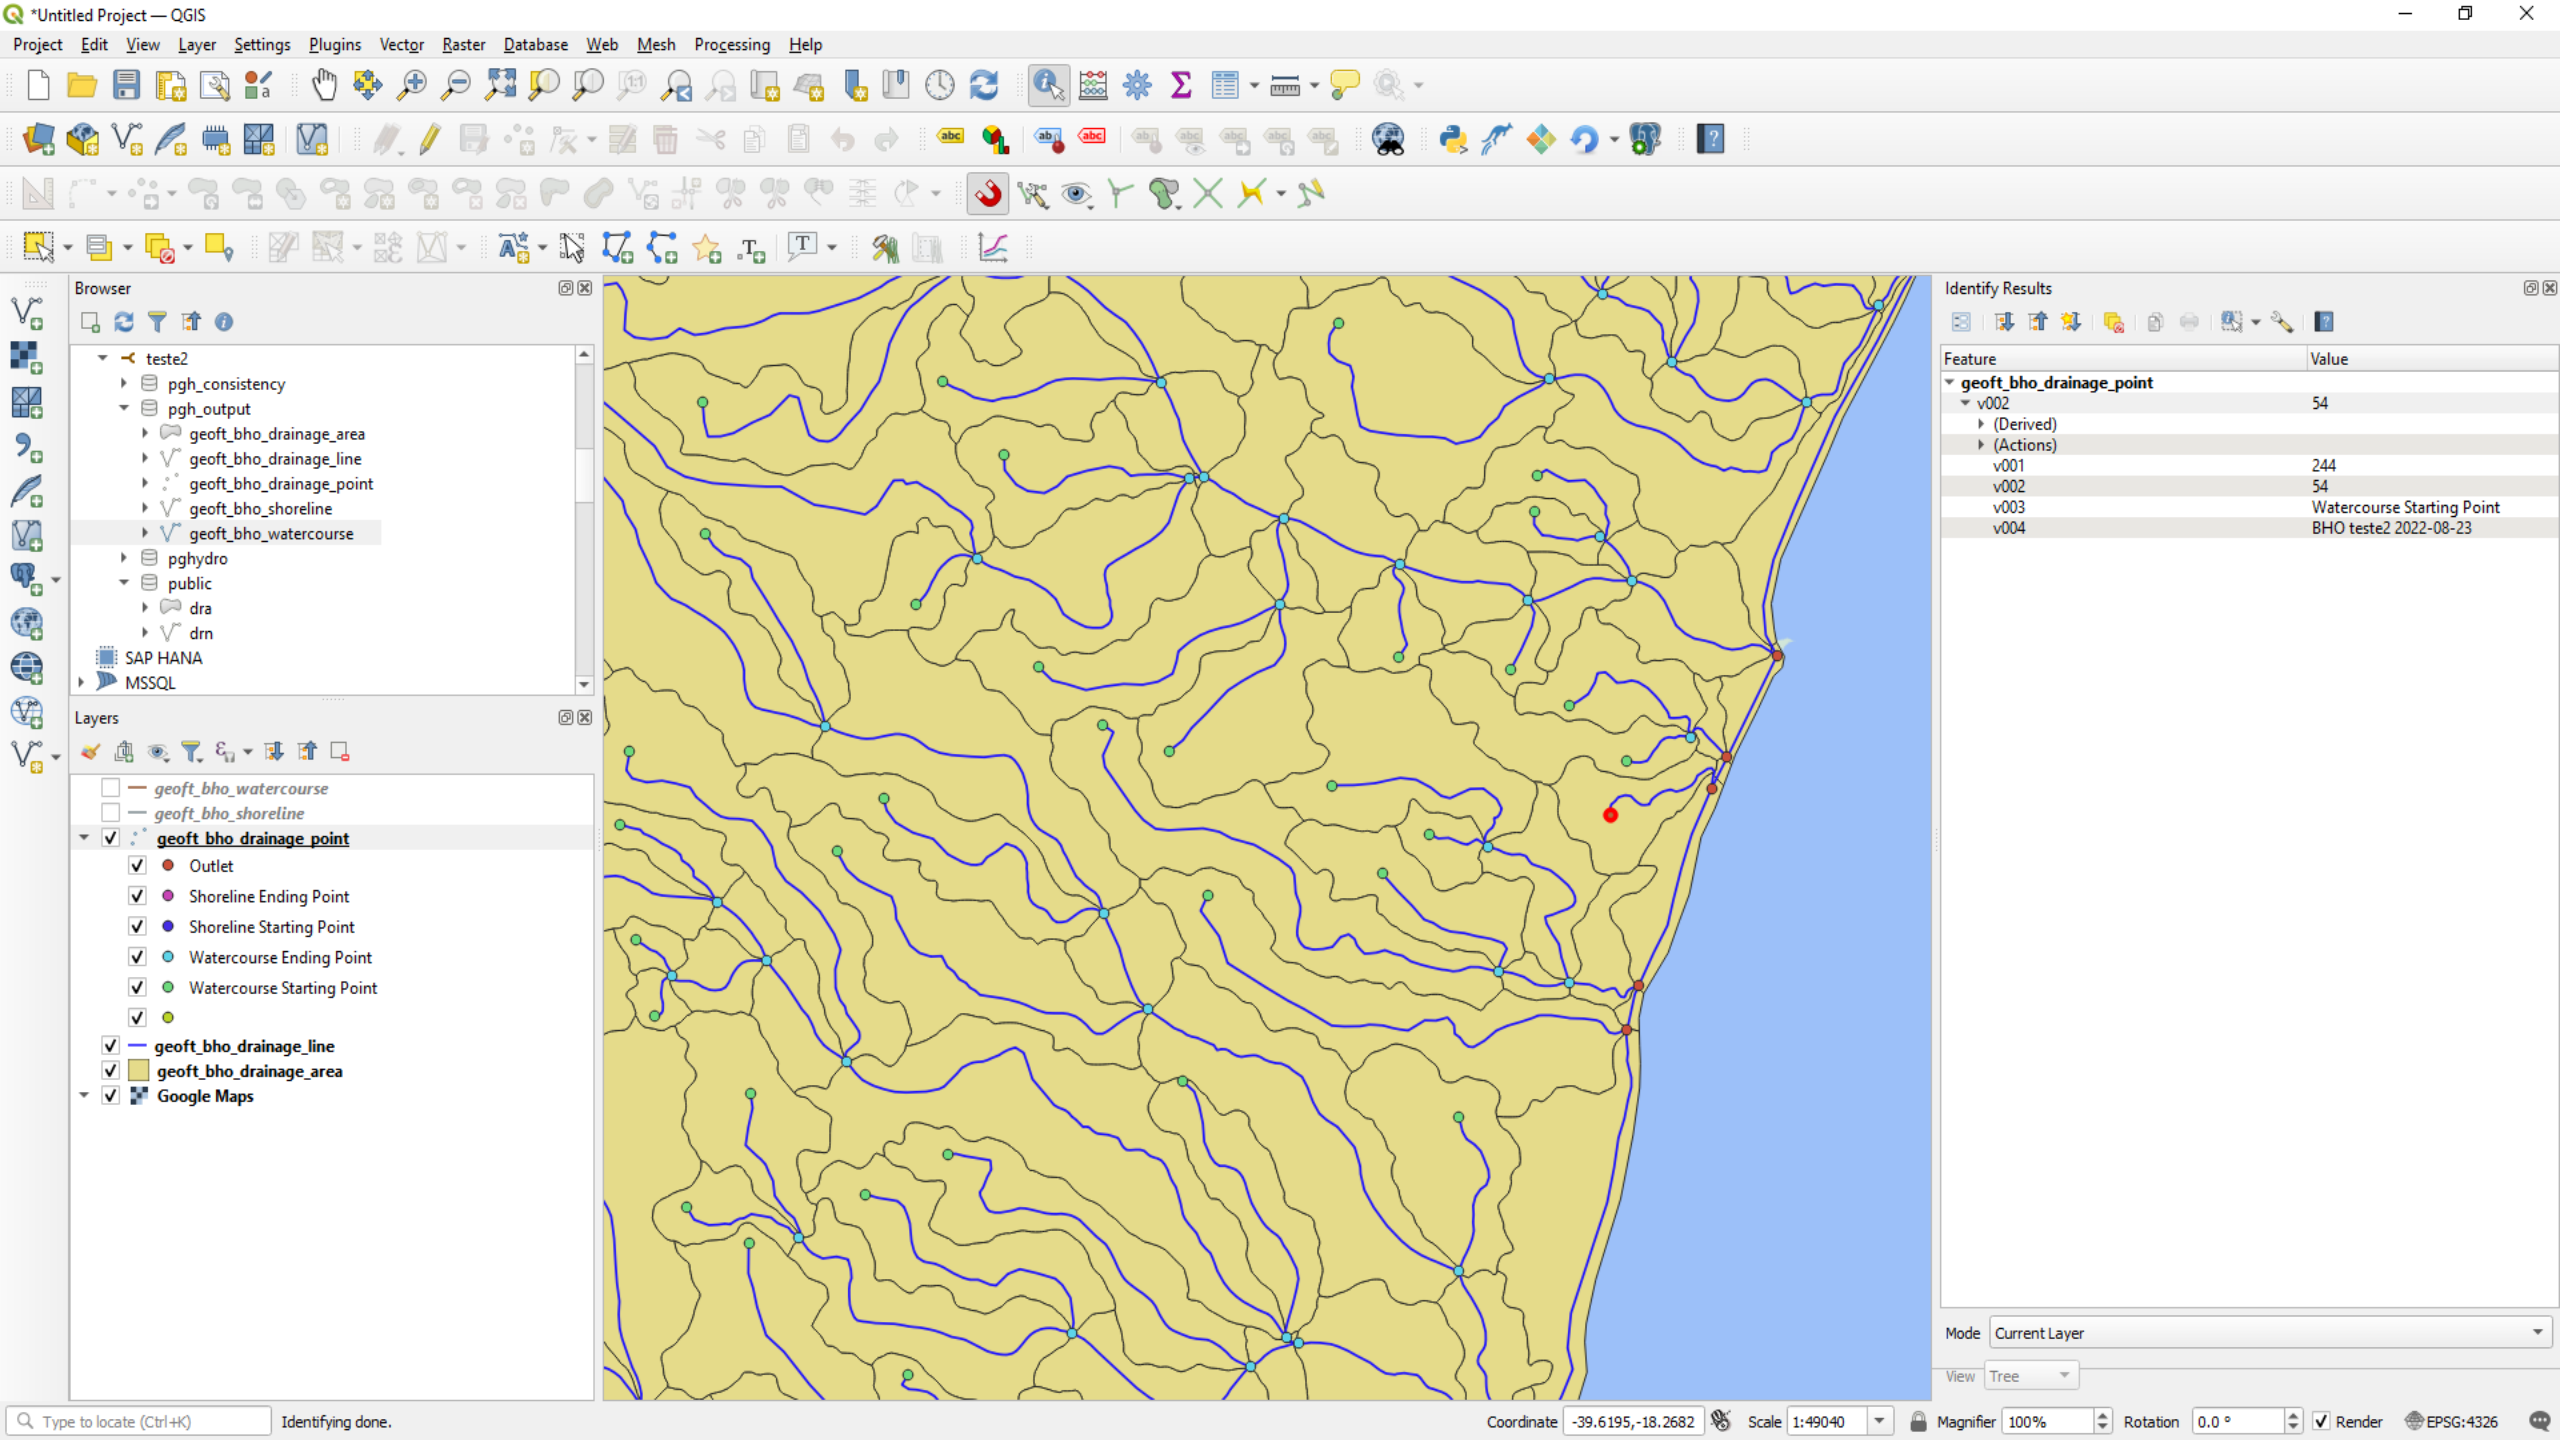 *Untitled Project — QGIS
Project Edit View Layer Settings Plugins Vector Raster Database Web Mesh Processing Help
Browser
teste2
pgh_consistency
pgh_output
geoft_bho_drainage_area
geoft_bho_drainage_line
geoft_bho_drainage_point
geoft_bho_shoreline
geoft_bho_watercourse
pghydro
public
dra
drn
SAP HANA
MSSQL
Layers
geoft_bho_watercourse
geoft_bho_shoreline
geoft_bho_drainage_point
Outlet
Shoreline Ending Point
Shoreline Starting Point
Watercourse Ending Point
Watercourse Starting Point
geoft_bho_drainage_line
geoft_bho_drainage_area
Google Maps
Identify Results
Feature Value
geoft_bho_drainage_point
v002 54
(Derived)
(Actions)
v001 244
v002 54
v003 Watercourse Starting Point
v004 BHO teste2 2022-08-23
Mode Current Layer
View Tree
Type to locate (Ctrl+K) Identifying done. Coordinate -39.6195,-18.2682 Scale 1:49040 Magnifier 100% Rotation 0.0 ° Render EPSG:4326